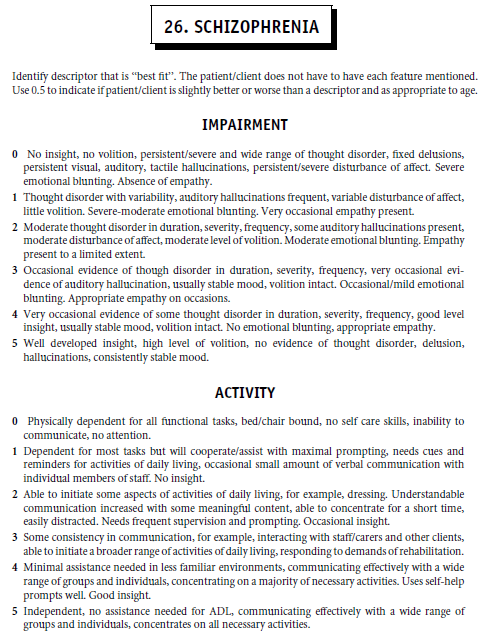 26. SCHIZOPHRENIA
Identify descriptor that is “best fit”. The patient/client does not have to have each feature mentioned.
Use 0.5 to indicate if patient/client is slightly better or worse than a descriptor and as appropriate to age.
IMPAIRMENT
0 No insight, no volition, persistent/severe and wide range of thought disorder, fixed delusions,
persistent visual, auditory, tactile hallucinations, persistent/severe disturbance of affect. Severe
emotional blunting. Absence of empathy.
1 Thought disorder with variability, auditory hallucinations frequent, variable disturbance of affect,
little volition. Severe-moderate emotional blunting. Very occasional empathy present.
2 Moderate thought disorder in duration, severity, frequency, some auditory hallucinations present,
moderate disturbance of affect, moderate level of volition. Moderate emotional blunting. Empathy
present to a limited extent.
3 Occasional evidence of though disorder in duration, severity, frequency, very occasional evi-
dence of auditory hallucination, usually stable mood, volition intact. Occasional/mild emotional
blunting. Appropriate empathy on occasions.
4 Very occasional evidence of some thought disorder in duration, severity, frequency, good level
insight, usually stable mood, volition intact. No emotional blunting, appropriate empathy.
5 Well developed insight, high level of volition, no evidence of thought disorder, delusion,
hallucinations, consistently stable mood.
ACTIVITY
0 Physically dependent for all functional tasks, bed/chair bound, no self care skills, inability to
communicate, no attention.
1 Dependent for most tasks but will cooperate/assist with maximal prompting, needs cues and
reminders for activities of daily living, occasional small amount of verbal communication with
individual members of staff. No insight.
2 Able to initiate some aspects of activities of daily living, for example, dressing. Understandable
communication increased with some meaningful content, able to concentrate for a short time,
easily distracted. Needs frequent supervision and prompting. Occasional insight.
3 Some consistency in communication, for example, interacting with staff/carers and other clients,
able to initiate a broader range of activities of daily living, responding to demands of rehabilitation.
4 Minimal assistance needed in less familiar environments, communicating effectively with a wide
range of groups and individuals, concentrating on a majority of necessary activities. Uses self-help
prompts well. Good insight.
5 Independent, no assistance needed for ADL, communicating effectively with a wide range of
groups and individuals, concentrates on all necessary activities.